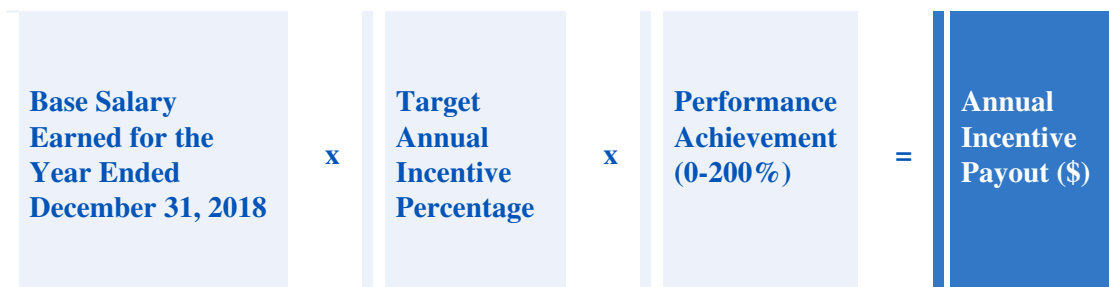 Base Salary
Earned for the
Year Ended
December 31, 2018
x
Target
Annual
Incentive
Percentage
x
Performance
Achievement
(0-200%)
=
Annual
Incentive
Payout ($)